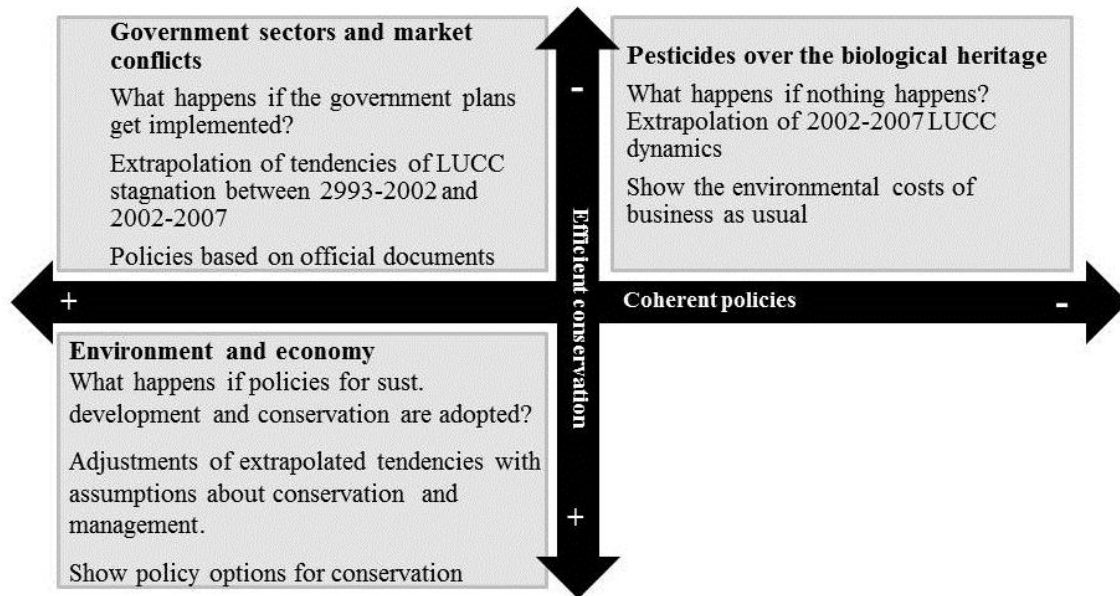 Government sectors and market
conflicts
What happens if the government plans
get implemented?
Extrapolation of tendencies of LUCC
stagnation between 2993-2002 and
2002-2007
Policies based on official documents
-
Pesticides over the biological heritage
What happens if nothing happens?
Extrapolation of 2002-2007 LUCC
dynamics
Show the environmental costs of
business as usual
+
Efficient conservation
Coherent policies
-
Environment and economy
What happens if policies for sust.
development and conservation are adopted?
Adjustments of extrapolated tendencies with
assumptions about conservation and
management.
Show policy options for conservation
+